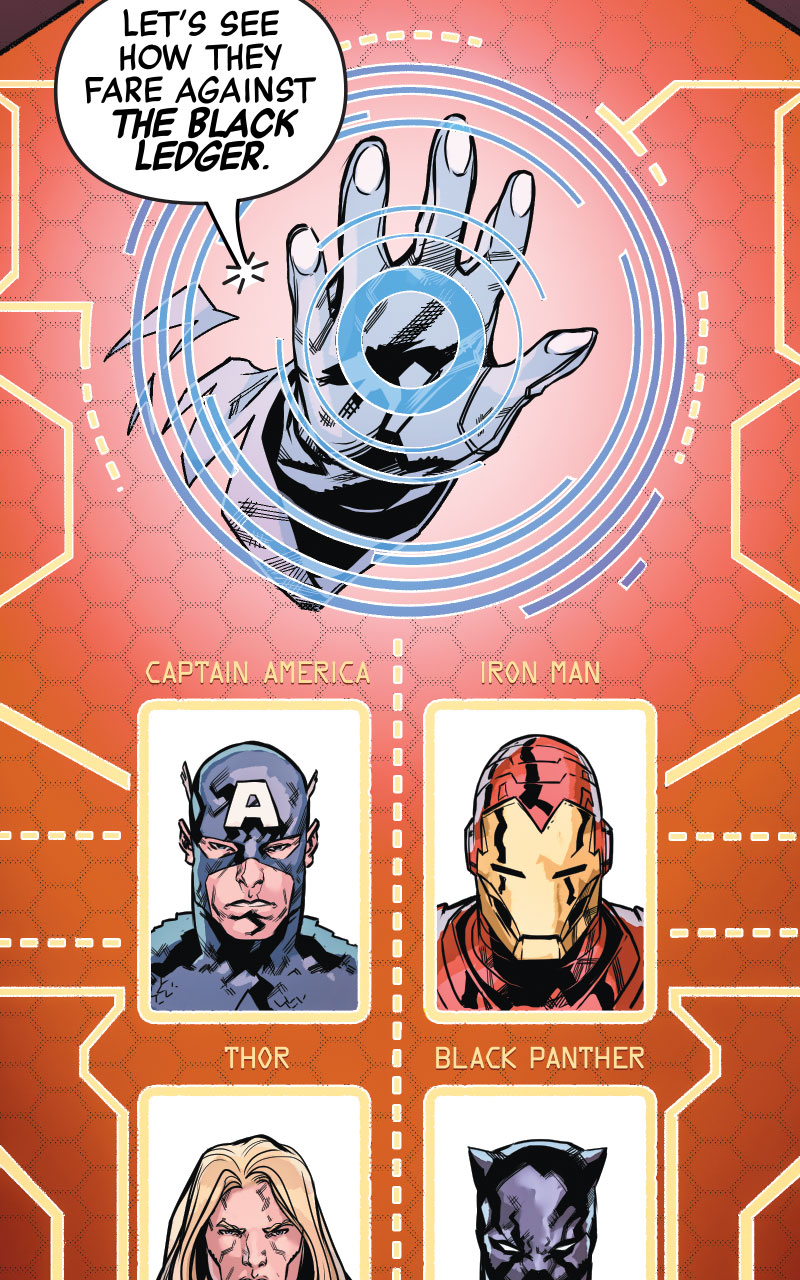 LET'S SEE
HOW THEY
FARE AGAINST
THE BLACK
LEDGER.
CAPTAIN AMERICA
IRON MAN
A
THOR
BLACK PANTHER